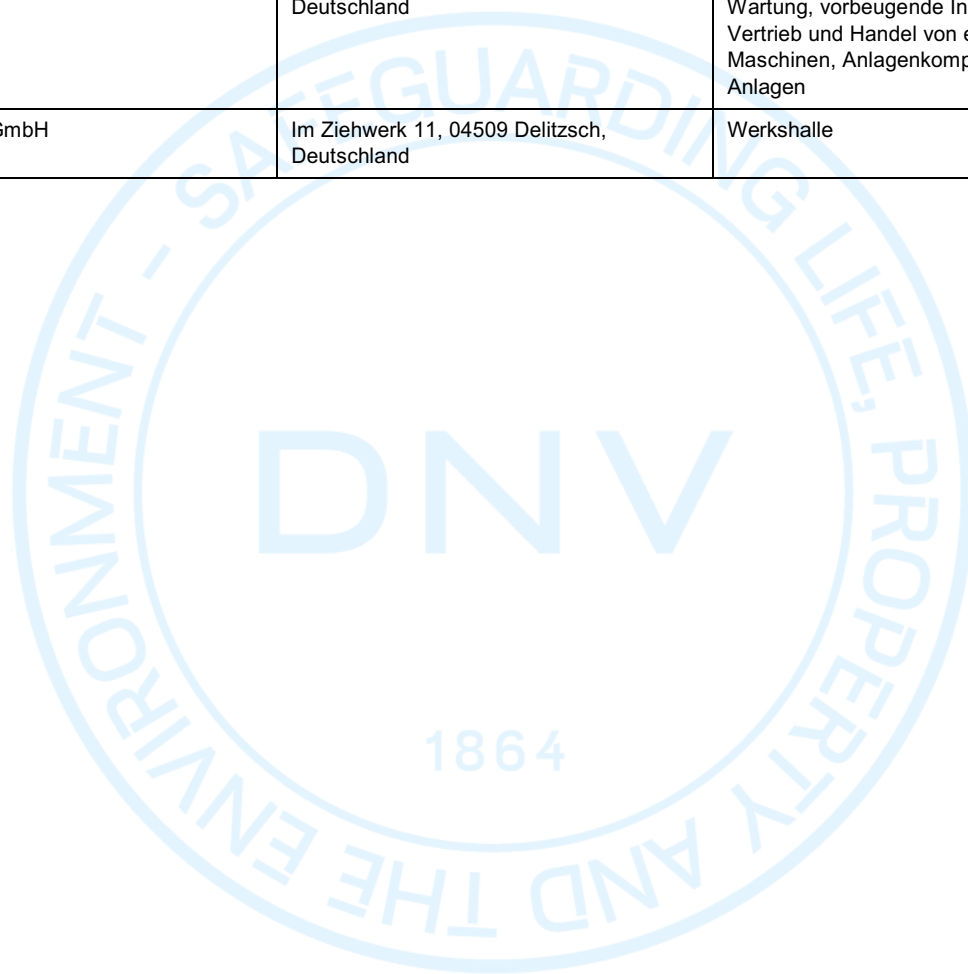 Deutschland
Wartung, vorbeugende In
Vertrieb und Handel von
Maschinen, Anlagenkomp
Anlagen
GmbH
Im Ziehwerk 11, 04509 Delitzsch,
Deutschland
Werkshalle
SAFEGUARDING LIFE, PROPERTY AND THE ENVIRONMENT -
DNV
1864